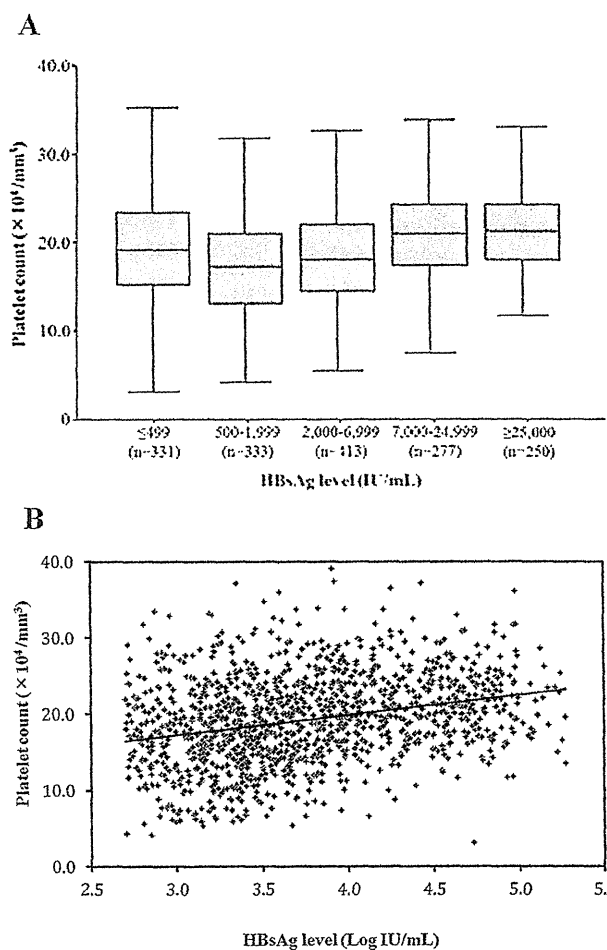 A
Platelet count (× 10⁴/mm³)
40.0
30.0
20.0
10.0
0
≤499 500-1,999 2,000-6,999 7,000-24,999 ≥25,000
(n=331) (n=333) (n=413) (n=277) (n=250)
HBsAg level (IU/mL)
B
Platelet count (× 10⁴/mm³)
40.0
30.0
20.0
10.0
0.0
2.5 3.0 3.5 4.0 4.5 5.0 5.
HBsAg level (Log IU/mL)